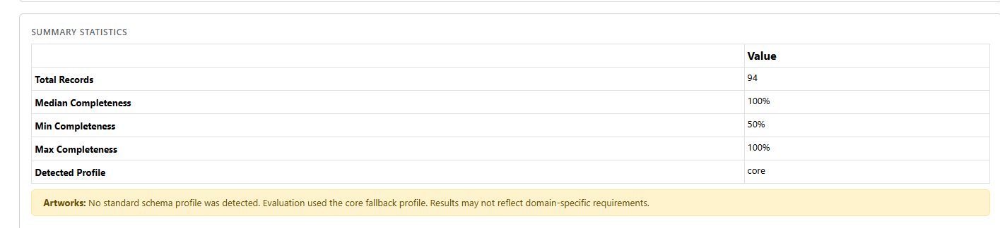 SUMMARY STATISTICS
Value
Total Records 94
Median Completeness 100%
Min Completeness 50%
Max Completeness 100%
Detected Profile core
Artworks: No standard schema profile was detected. Evaluation used the core fallback profile. Results may not reflect domain-specific requirements.